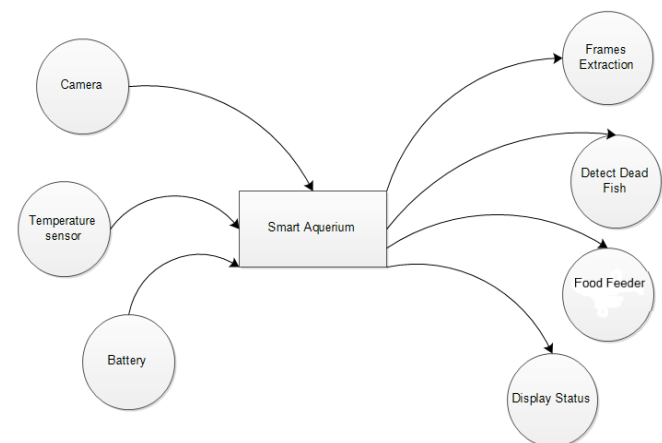 Camera
Temperature
sensor
Battery
Smart Aquerium
Frames
Extraction
Detect Dead
Fish
Food Feeder
Display Status